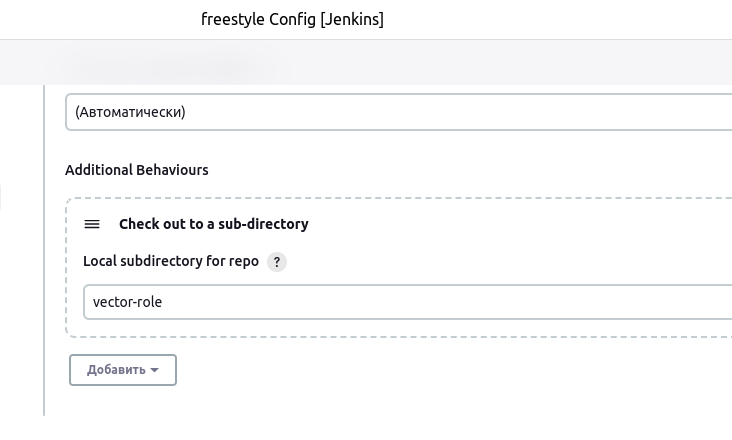 freestyle Config [Jenkins]
(Автоматически)
Additional Behaviours
Check out to a sub-directory
Local subdirectory for repo ?
vector-role
Добавить